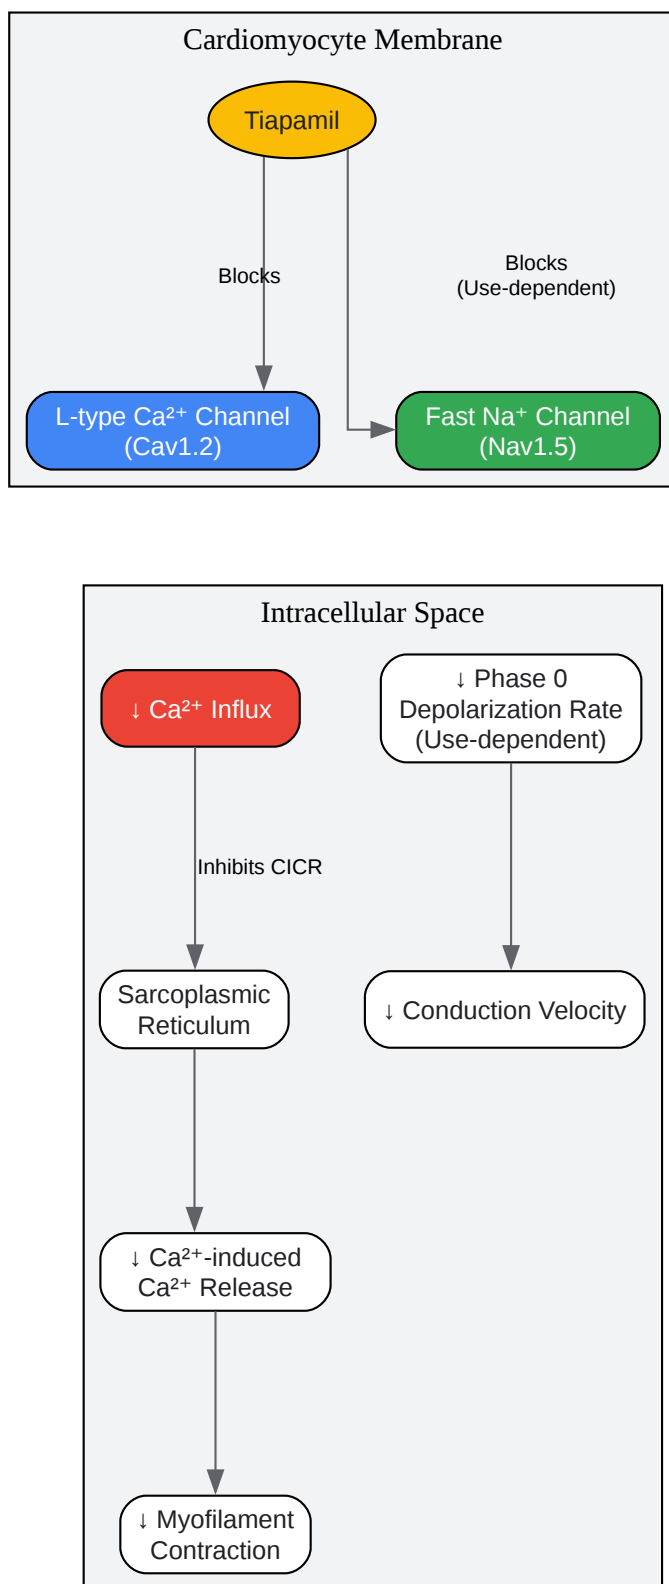 Cardiomyocyte Membrane
Tiapamil
Blocks
Blocks
(Use-dependent)
L-type Ca²⁺ Channel
(Cav1.2)
Fast Na⁺ Channel
(Nav1.5)
Intracellular Space
↓ Ca²⁺ Influx
↓ Phase 0
Depolarization Rate
(Use-dependent)
Inhibits CICR
Sarcoplasmic
Reticulum
↓ Conduction Velocity
↓ Ca²⁺-induced
Ca²⁺ Release
↓ Myofilament
Contraction